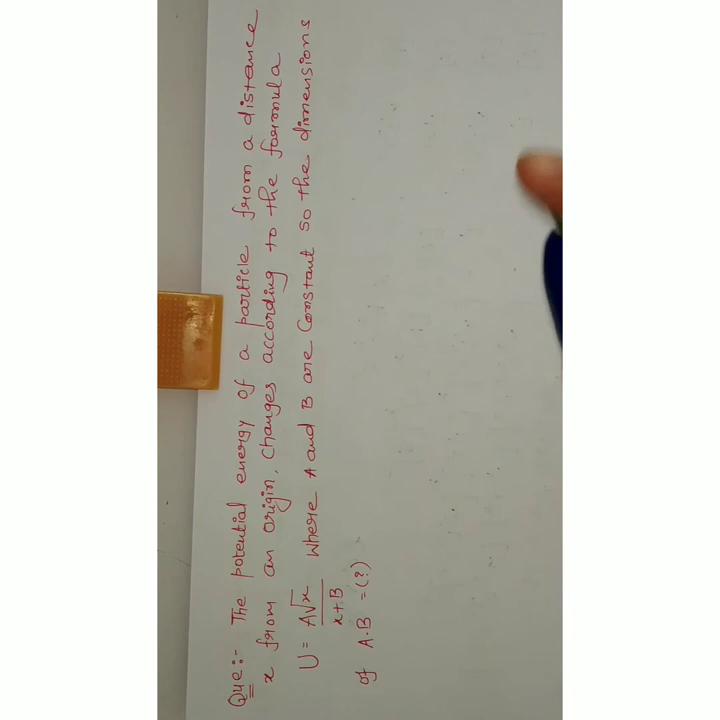 Que:- The potential energy of a particle from a distance
x from an origin, changes according to the formula
U = A√x / x+B where A and B are Constant so the dimensions
of A·B = (?)